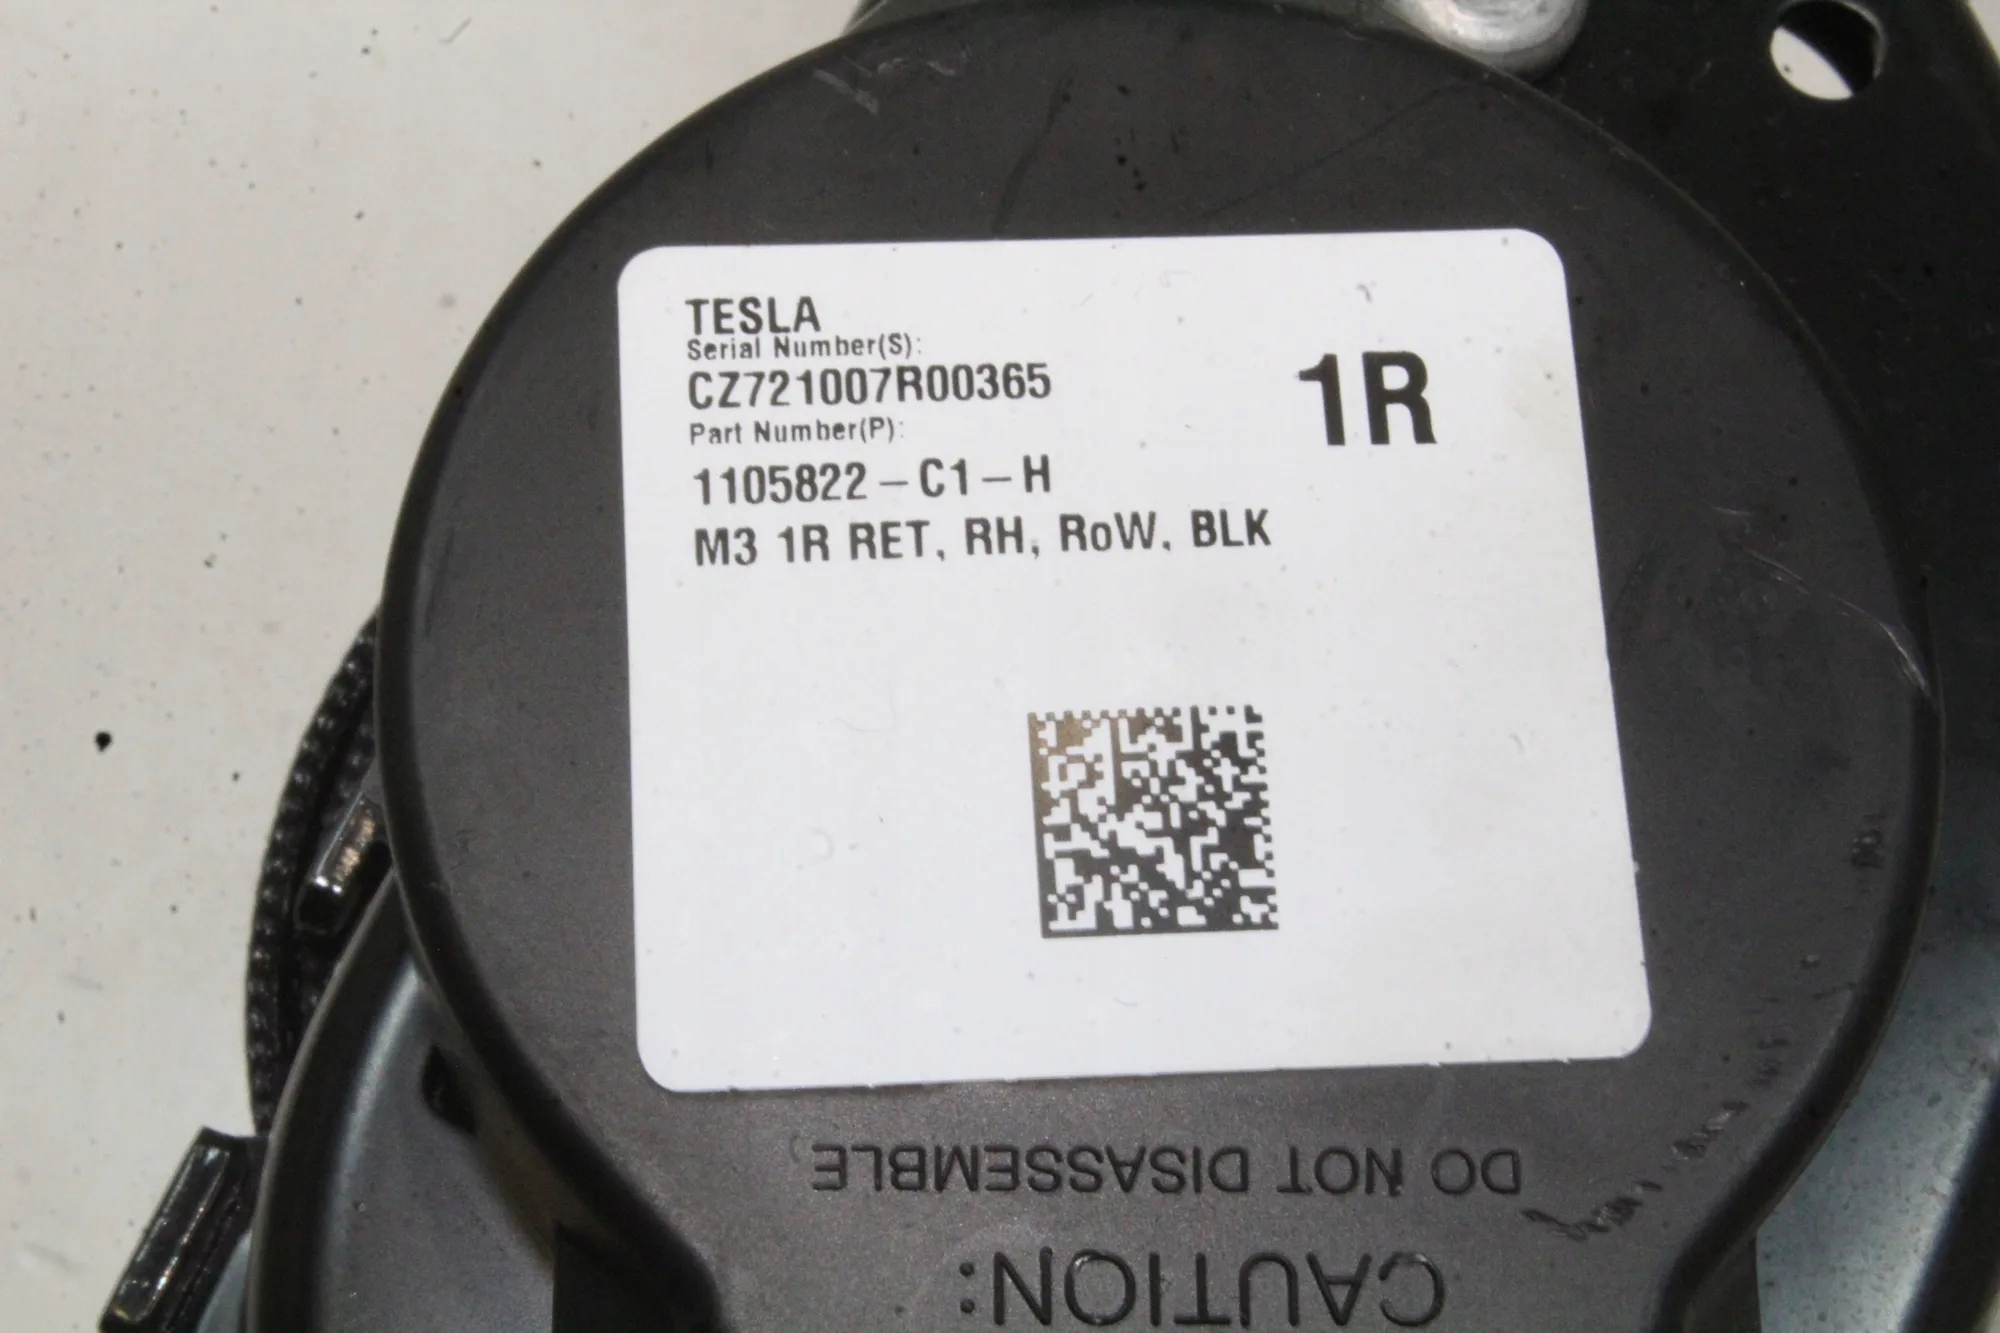 TESLA
Serial Number(S):
CZ721007R00365
1R
Part Number(P):
1105822-C1-H
M3 1R RET, RH, RoW, BLK
CAUTION:
DO NOT DISASSEMBLE